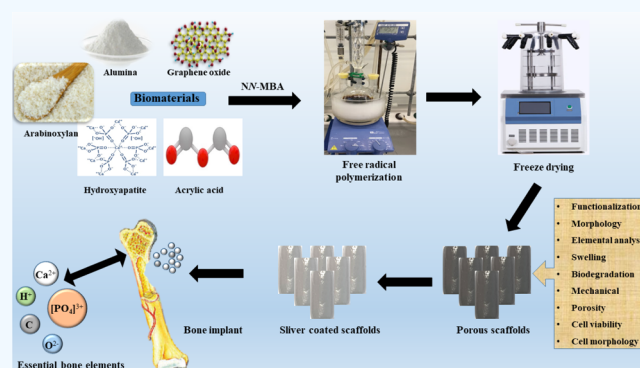 Alumina
Graphene oxide
Arabinoxylan
Biomaterials
NN-MBA
Hydroxyapatite
Acrylic acid
Free radical
polymerization
Freeze drying
• Functionalization
• Morphology
• Elemental analys
• Swelling
• Biodegradation
• Mechanical
• Porosity
• Cell viability
• Cell morphology
Porous scaffolds
Sliver coated scaffolds
Bone implant
Ca²⁺
H⁺
[PO₄]³⁺
C
O²⁻
Essential bone elements